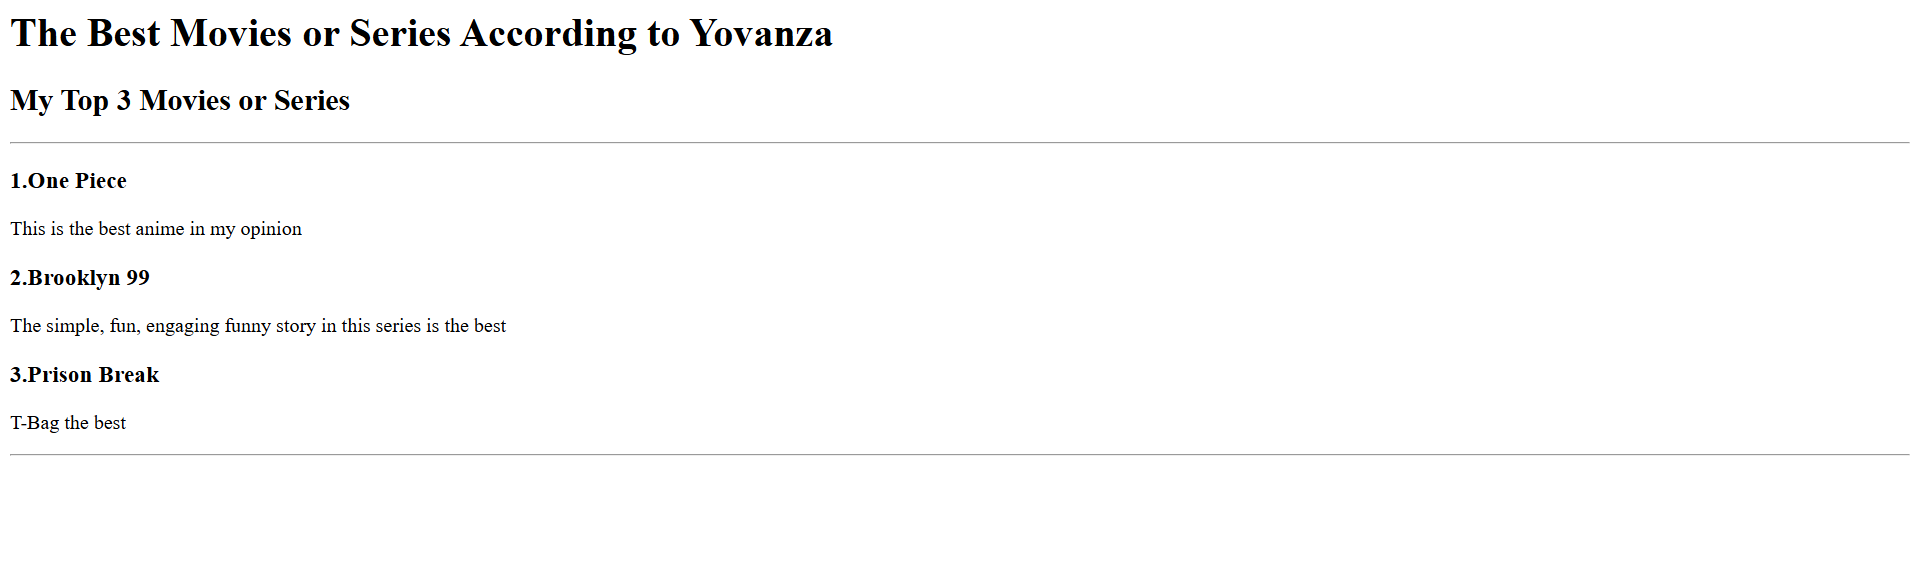 The Best Movies or Series According to Yovanza
My Top 3 Movies or Series
1.One Piece
This is the best anime in my opinion
2.Brooklyn 99
The simple, fun, engaging funny story in this series is the best
3.Prison Break
T-Bag the best